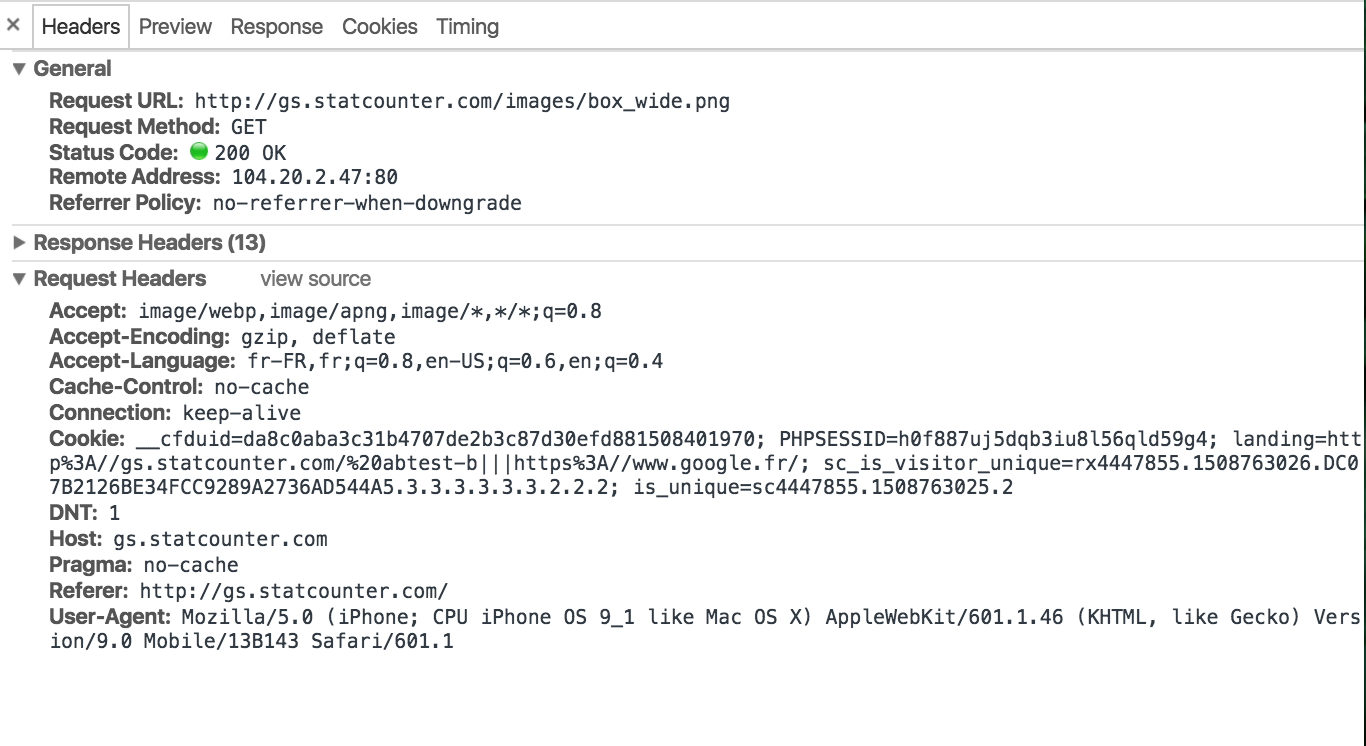 × Headers Preview Response Cookies Timing
▼ General
Request URL: http://gs.statcounter.com/images/box_wide.png
Request Method: GET
Status Code: 200 OK
Remote Address: 104.20.2.47:80
Referrer Policy: no-referrer-when-downgrade
▶ Response Headers (13)
▼ Request Headers view source
Accept: image/webp,image/apng,image/*,*/*;q=0.8
Accept-Encoding: gzip, deflate
Accept-Language: fr-FR,fr;q=0.8,en-US;q=0.6,en;q=0.4
Cache-Control: no-cache
Connection: keep-alive
Cookie: __cfduid=da8c0aba3c31b4707de2b3c87d30efd881508401970; PHPSESSID=h0f887uj5dqb3iu8l56qld59g4; landing=htt
p%3A//gs.statcounter.com/%20abtest-b|||https%3A//www.google.fr/; sc_is_visitor_unique=rx4447855.1508763026.DC0
7B2126BE34FCC9289A2736AD544A5.3.3.3.3.3.3.2.2.2; is_unique=sc4447855.1508763025.2
DNT: 1
Host: gs.statcounter.com
Pragma: no-cache
Referer: http://gs.statcounter.com/
User-Agent: Mozilla/5.0 (iPhone; CPU iPhone OS 9_1 like Mac OS X) AppleWebKit/601.1.46 (KHTML, like Gecko) Vers
ion/9.0 Mobile/13B143 Safari/601.1